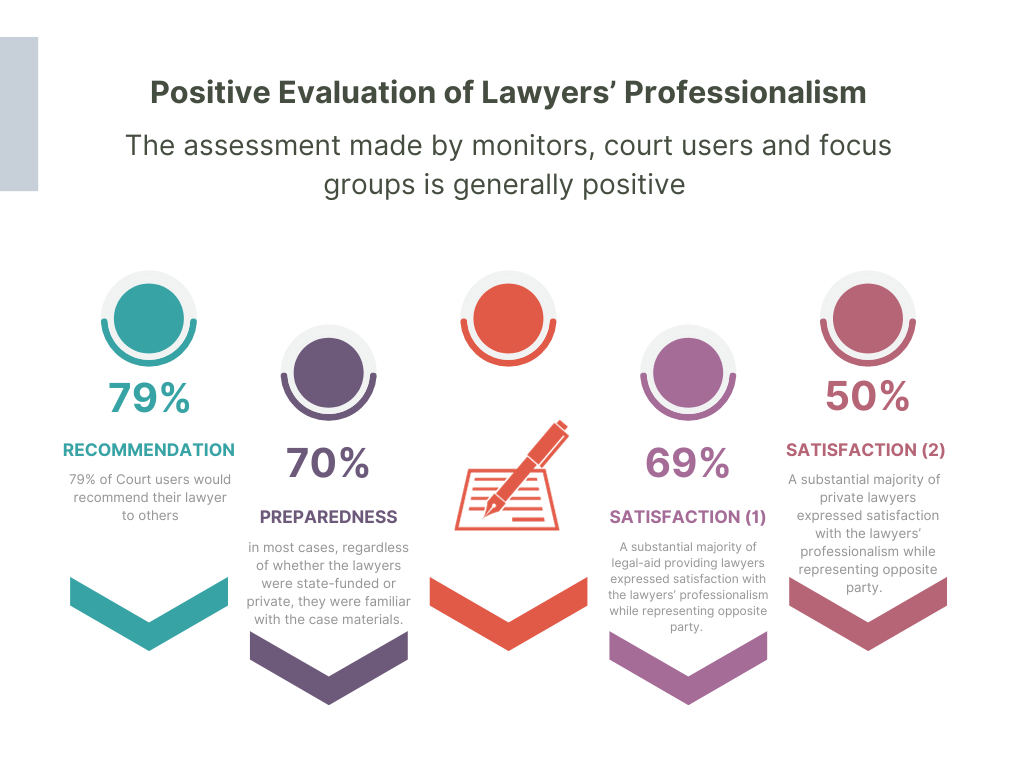 Positive Evaluation of Lawyers’ Professionalism
The assessment made by monitors, court users and focus
groups is generally positive
79%
RECOMMENDATION
79% of Court users would
recommend their lawyer
to others
70%
PREPAREDNESS
in most cases, regardless
of whether the lawyers
were state-funded or
private, they were familiar
with the case materials.
69%
SATISFACTION (1)
A substantial majority of
legal-aid providing lawyers
expressed satisfaction with
the lawyers’ professionalism
while representing opposite
party.
50%
SATISFACTION (2)
A substantial majority of
private lawyers
expressed satisfaction
with the lawyers’
professionalism while
representing opposite
party.